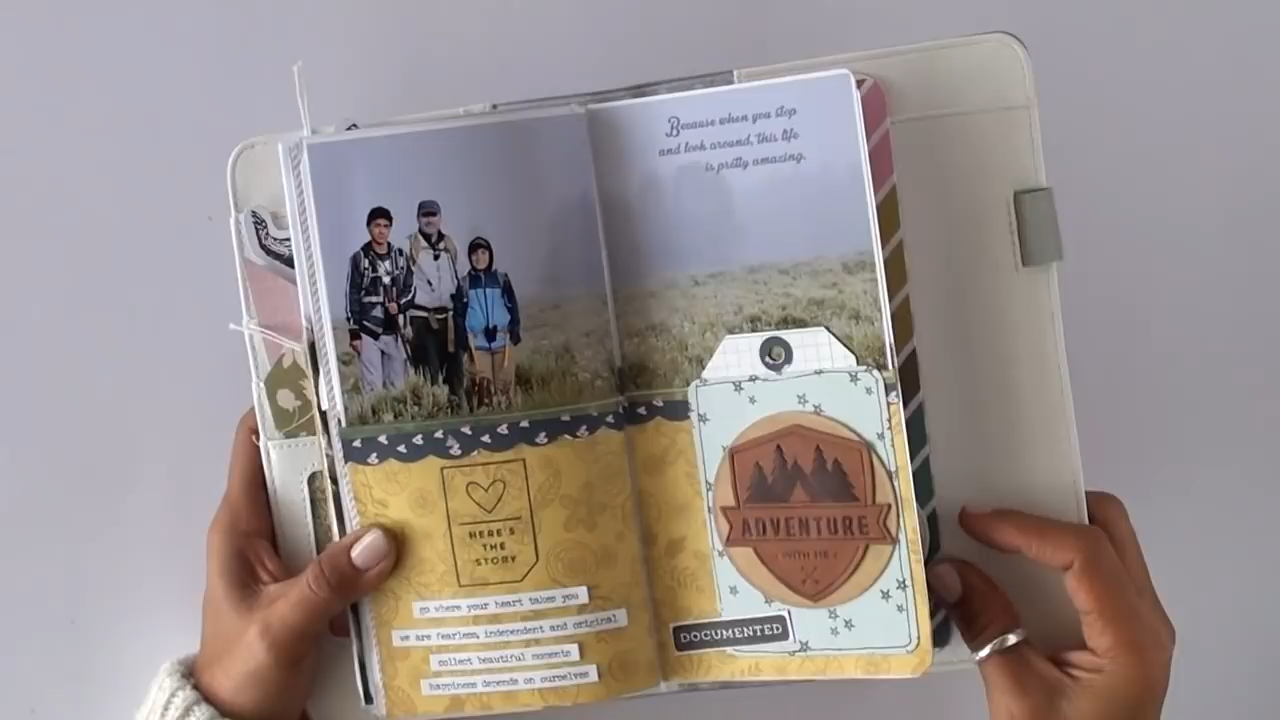 Because when you stop
and look around, this life
is pretty amazing.
HERE'S
THE
STORY
go where your heart takes you
we are fearless, independent and original
collect beautiful moments
happiness depends on ourselves
ADVENTURE
WITH ME
DOCUMENTED